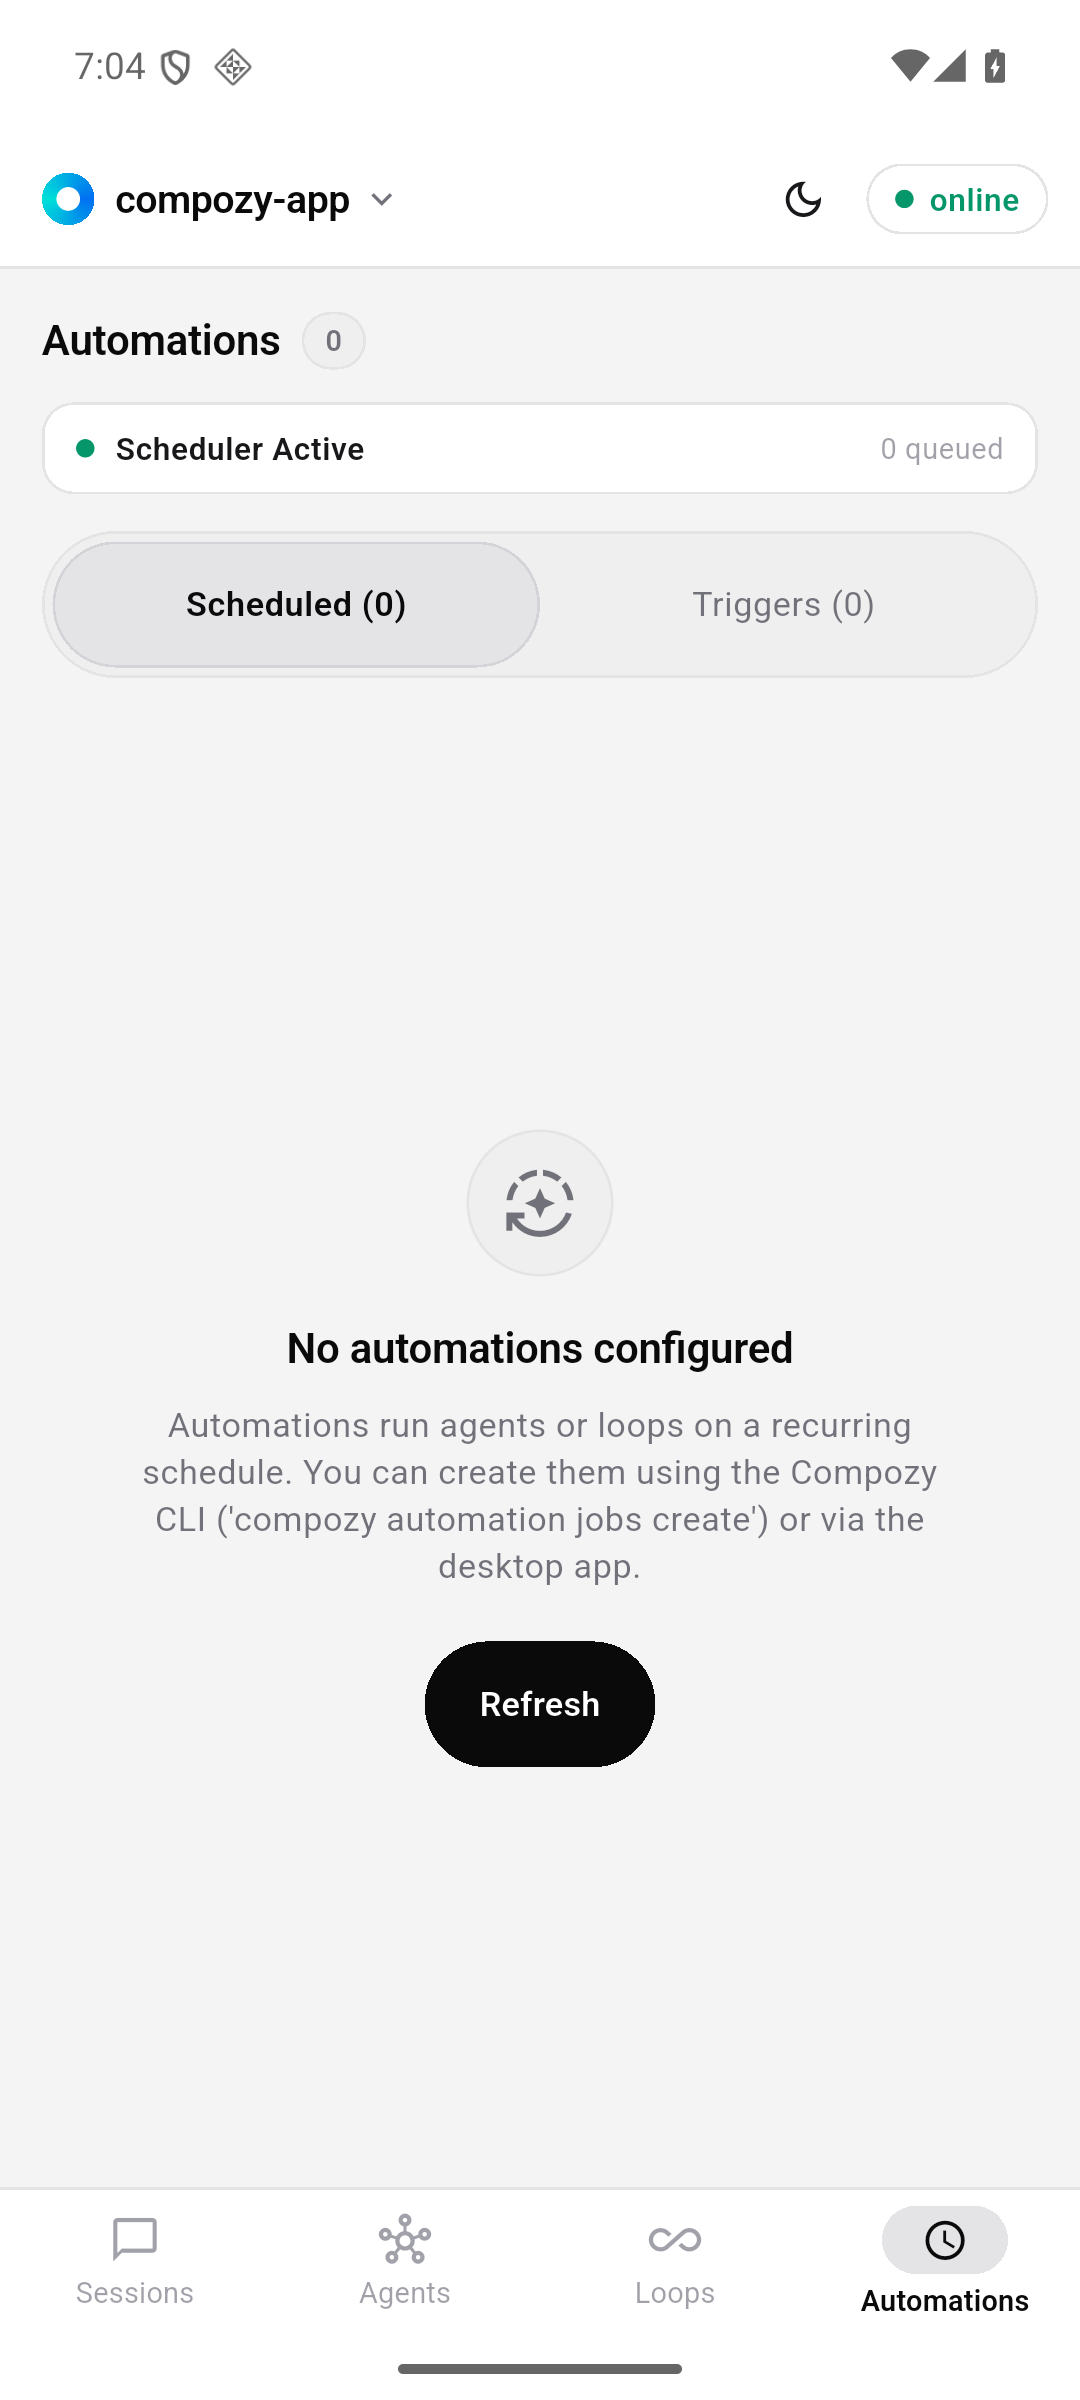 7:04
compozy-app
online
Automations 0
Scheduler Active
0 queued
Scheduled (0)
Triggers (0)
No automations configured
Automations run agents or loops on a recurring
schedule. You can create them using the Compozy
CLI ('compozy automation jobs create') or via the
desktop app.
Refresh
Sessions
Agents
Loops
Automations